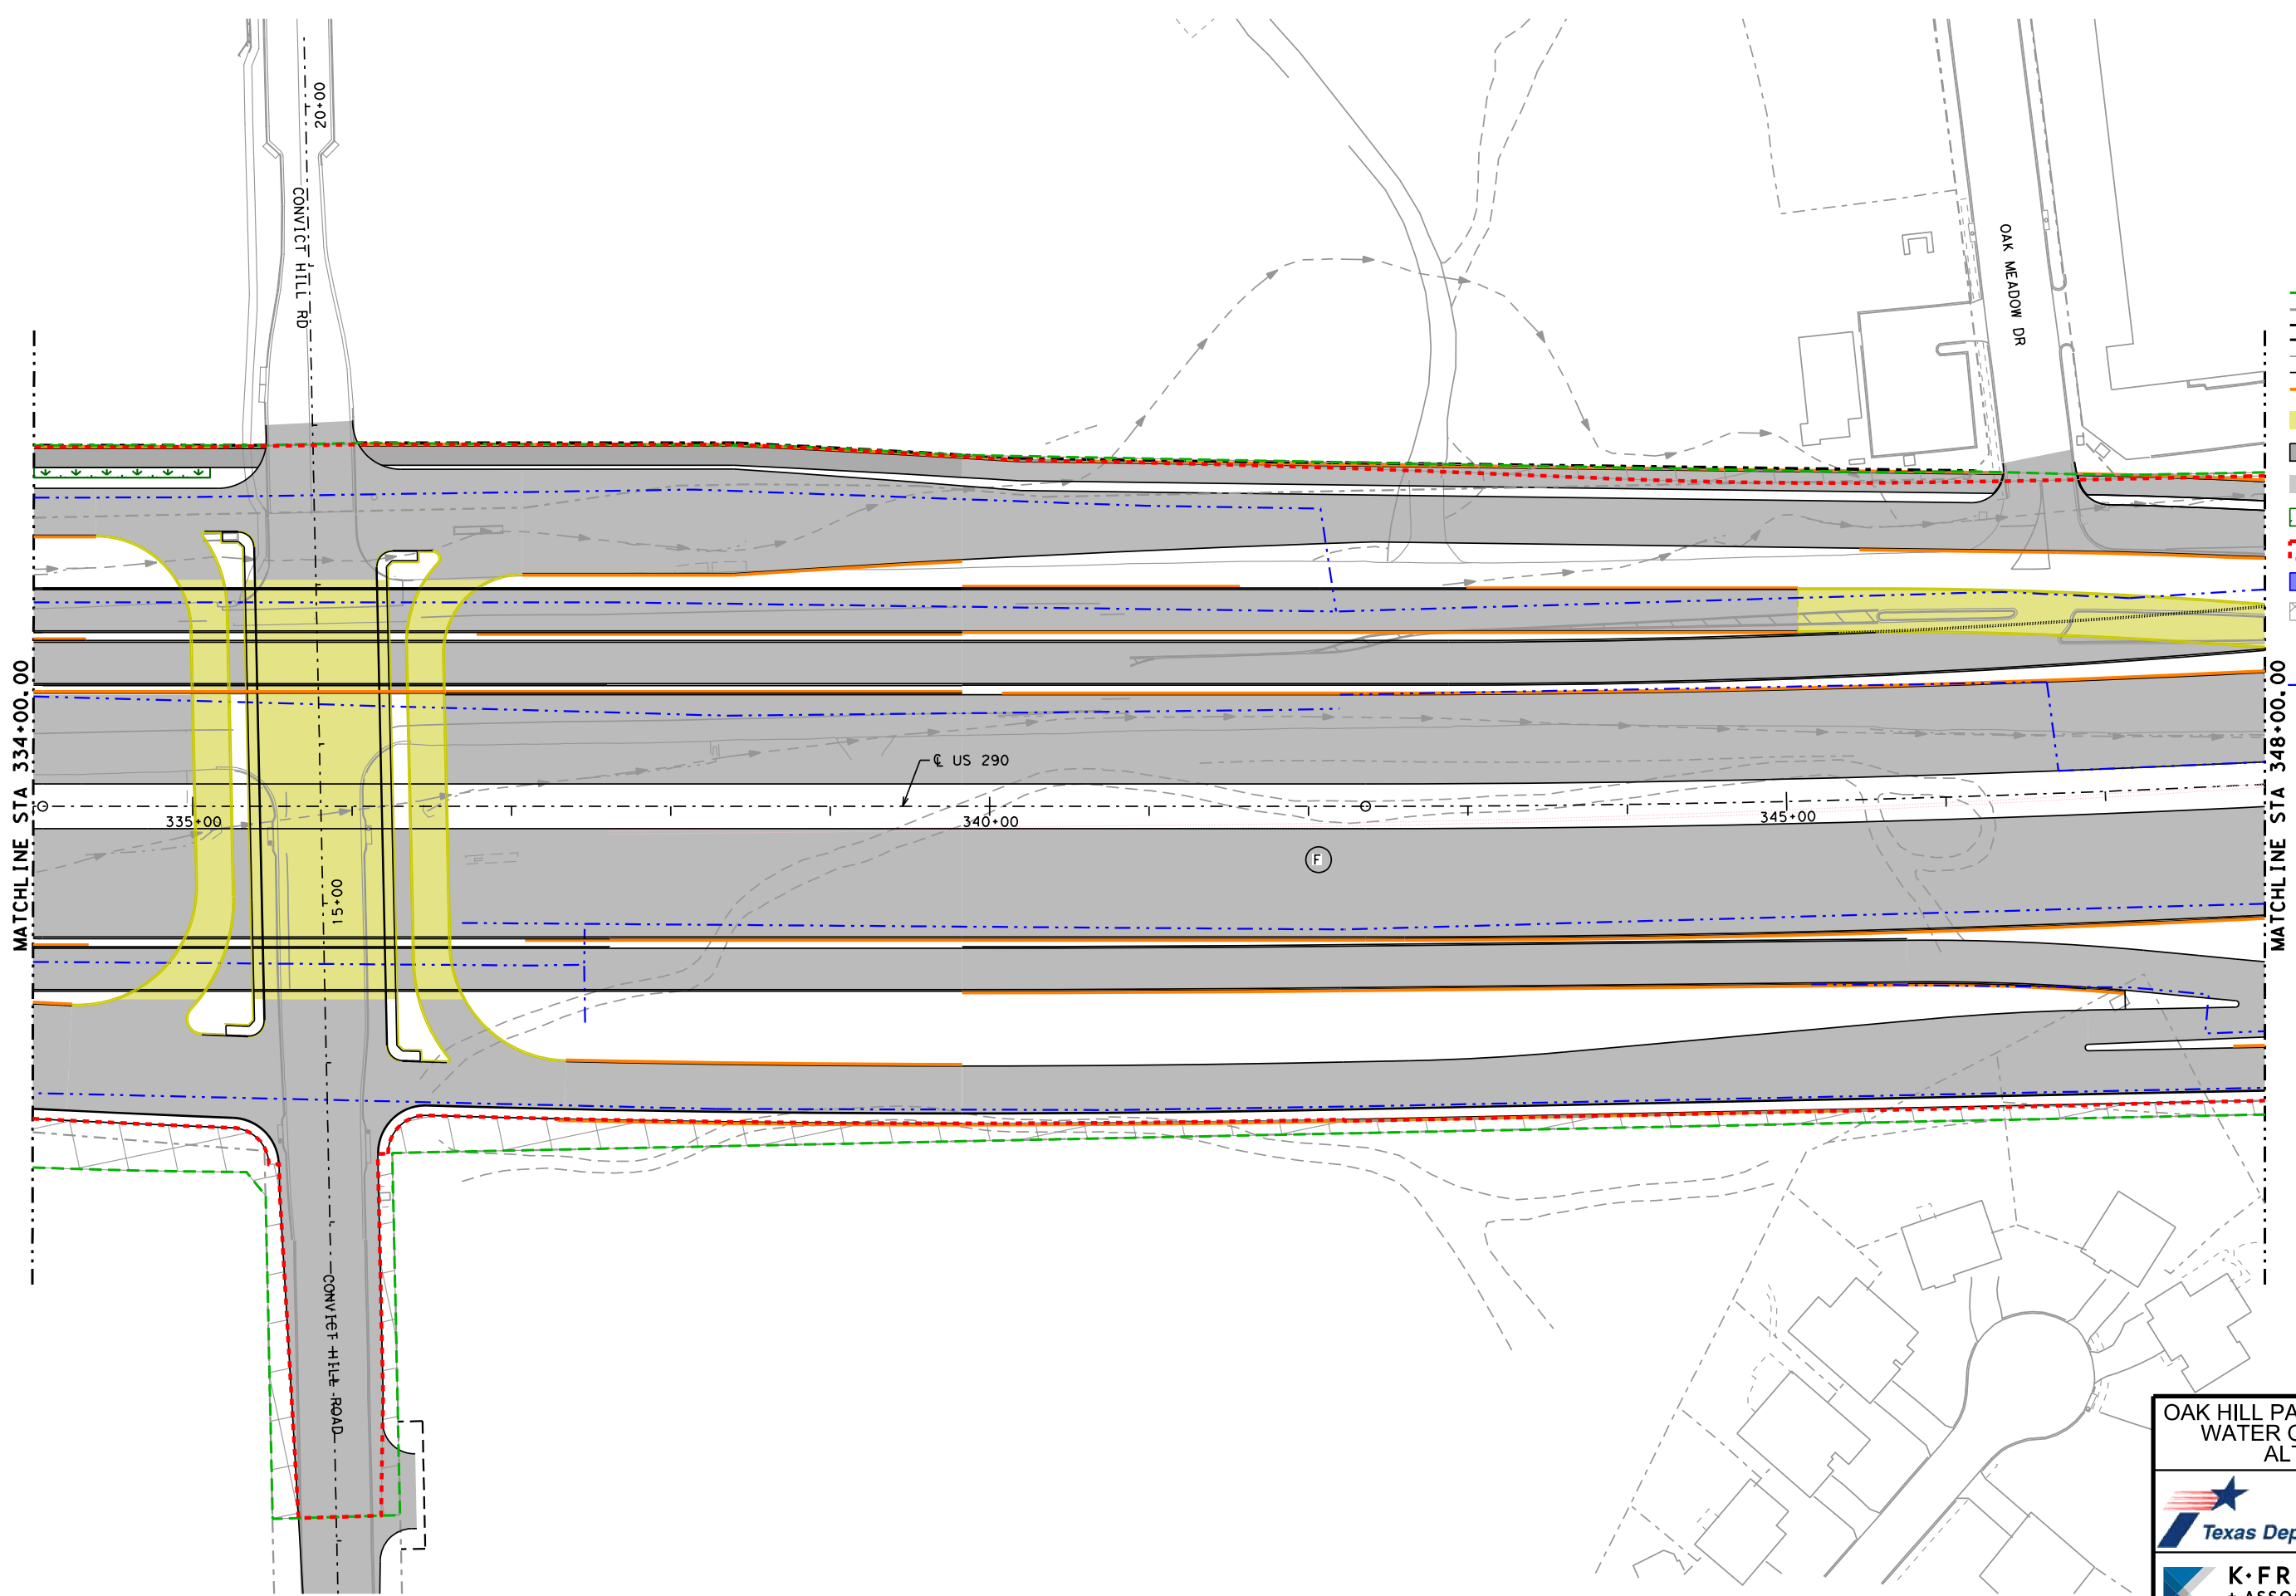 20+00
CONVICT HILL RD
OAK MEADOW DR
MATCHLINE STA 334+00.00
MATCHLINE STA 348+00.00
℄ US 290
335+00
340+00
345+00
F
15+00
CONVICT HILL ROAD
OAK HILL PA
WATER
AL
Texas Dep
K·FR